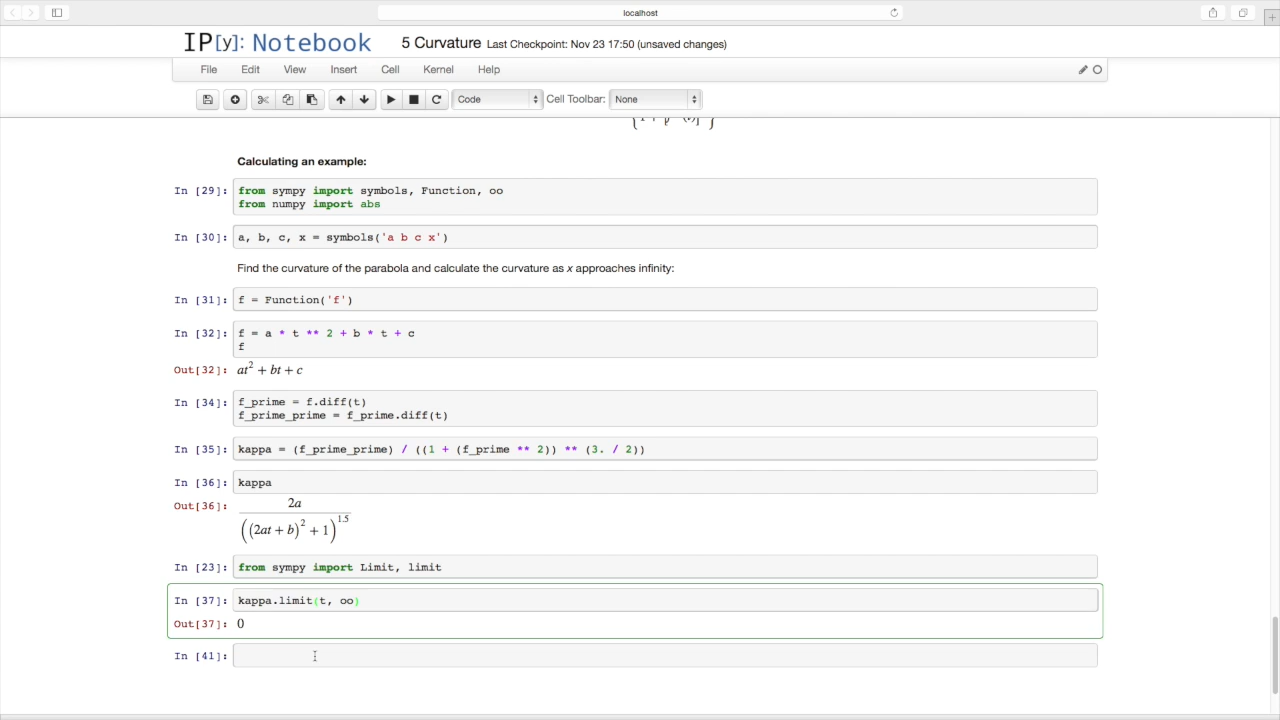 localhost
IP[y]: Notebook 5 Curvature Last Checkpoint: Nov 23 17:50 (unsaved changes)
File Edit View Insert Cell Kernel Help
Code Cell Toolbar: None
Calculating an example:
In [29]: from sympy import symbols, Function, oo
from numpy import abs
In [30]: a, b, c, x = symbols('a b c x')
Find the curvature of the parabola and calculate the curvature as x approaches infinity:
In [31]: f = Function('f')
In [32]: f = a * t ** 2 + b * t + c
f
Out[32]: at² + bt + c
In [34]: f_prime = f.diff(t)
f_prime_prime = f_prime.diff(t)
In [35]: kappa = (f_prime_prime) / ((1 + (f_prime ** 2)) ** (3. / 2))
In [36]: kappa
Out[36]: 2a
((2at + b)² + 1)^1.5
In [23]: from sympy import Limit, limit
In [37]: kappa.limit(t, oo)
Out[37]: 0
In [41]: